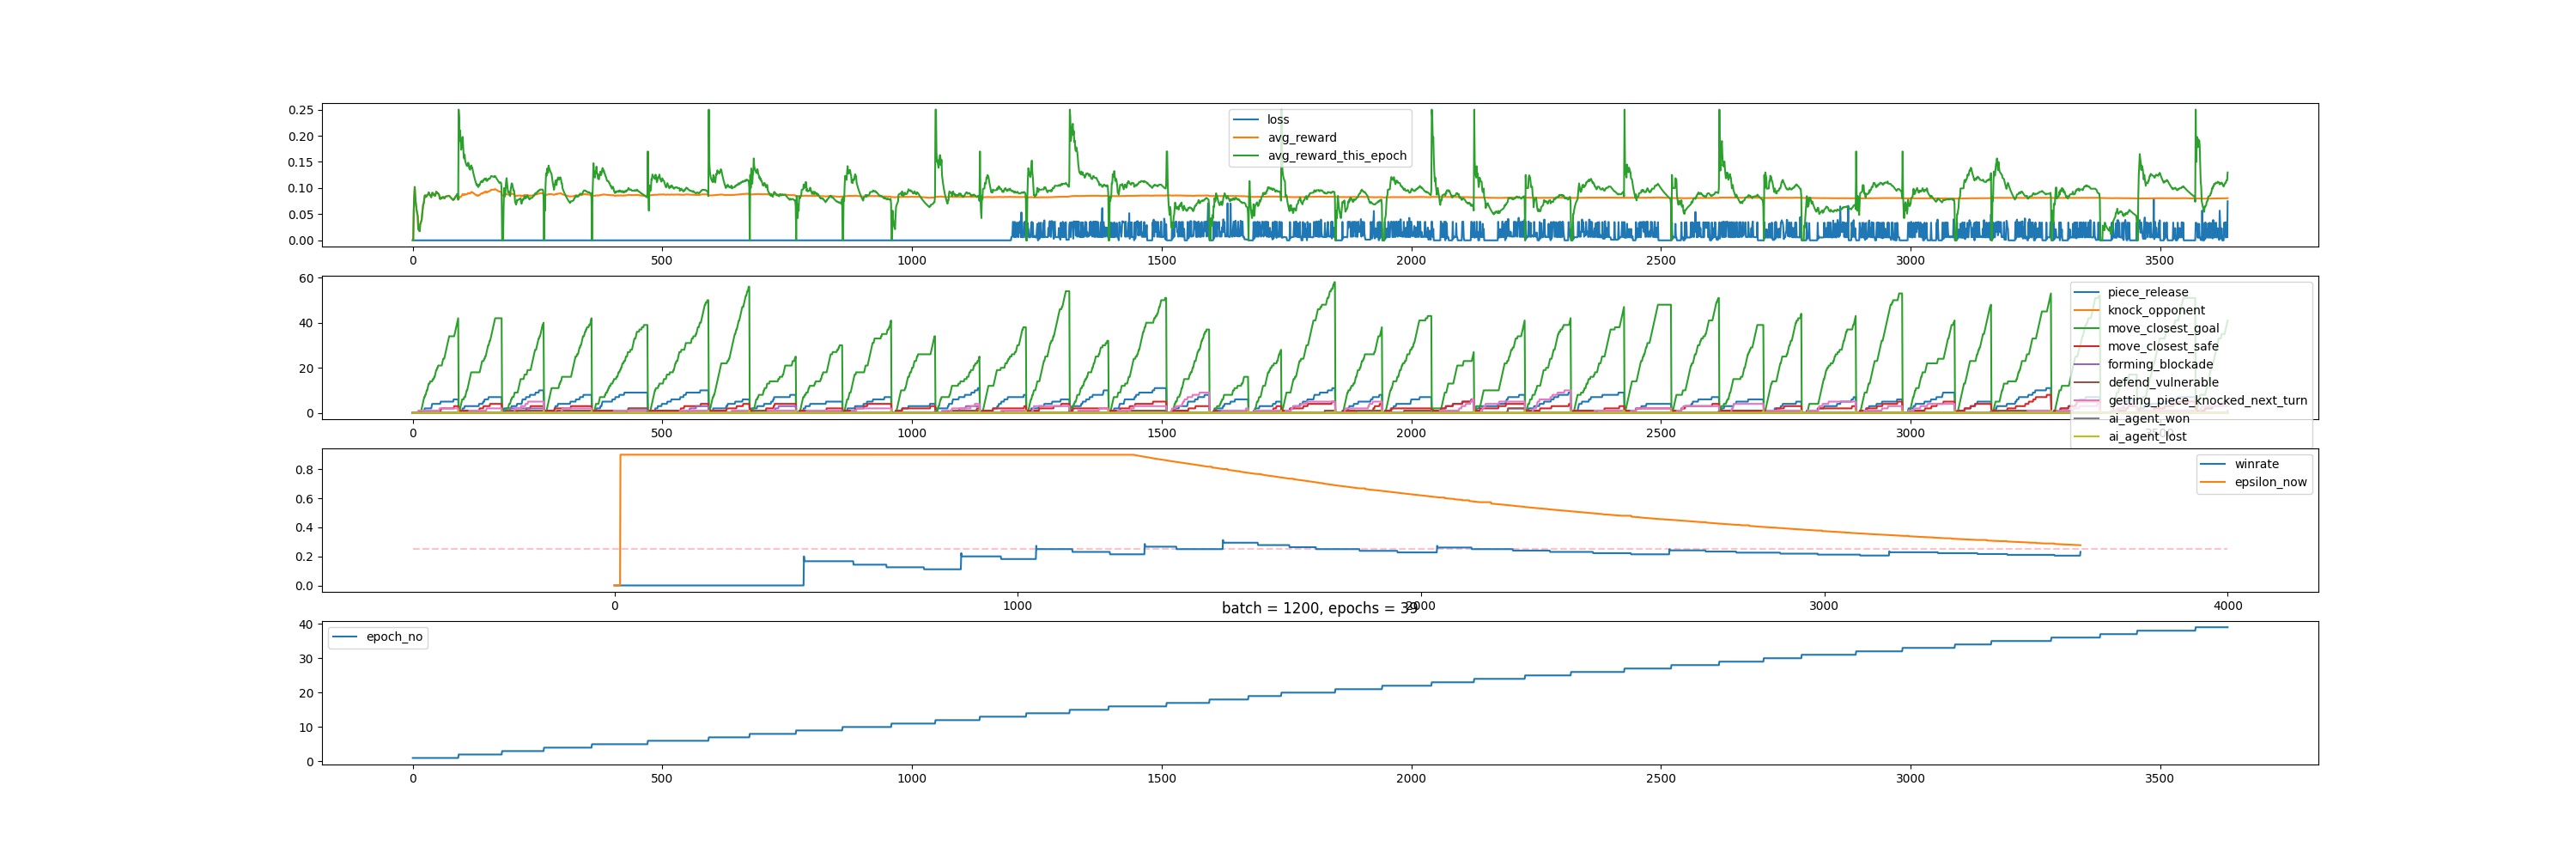 0.25
0.20
0.15
0.10
0.05
0.00
loss
avg_reward
avg_reward_this_epoch
0 500 1000 1500 2000 2500 3000 3500
60
40
20
0
piece_release
knock_opponent
move_closest_goal
move_closest_safe
forming_blockade
defend_vulnerable
getting_piece_knocked_next_turn
ai_agent_won
ai_agent_lost
0 500 1000 1500 2000 2500 3000 3500
0.8
0.6
0.4
0.2
0.0
winrate
epsilon_now
0 1000 2000 3000 4000
batch = 1200, epochs = 39
40
30
20
10
0
epoch_no
0 500 1000 1500 2000 2500 3000 3500